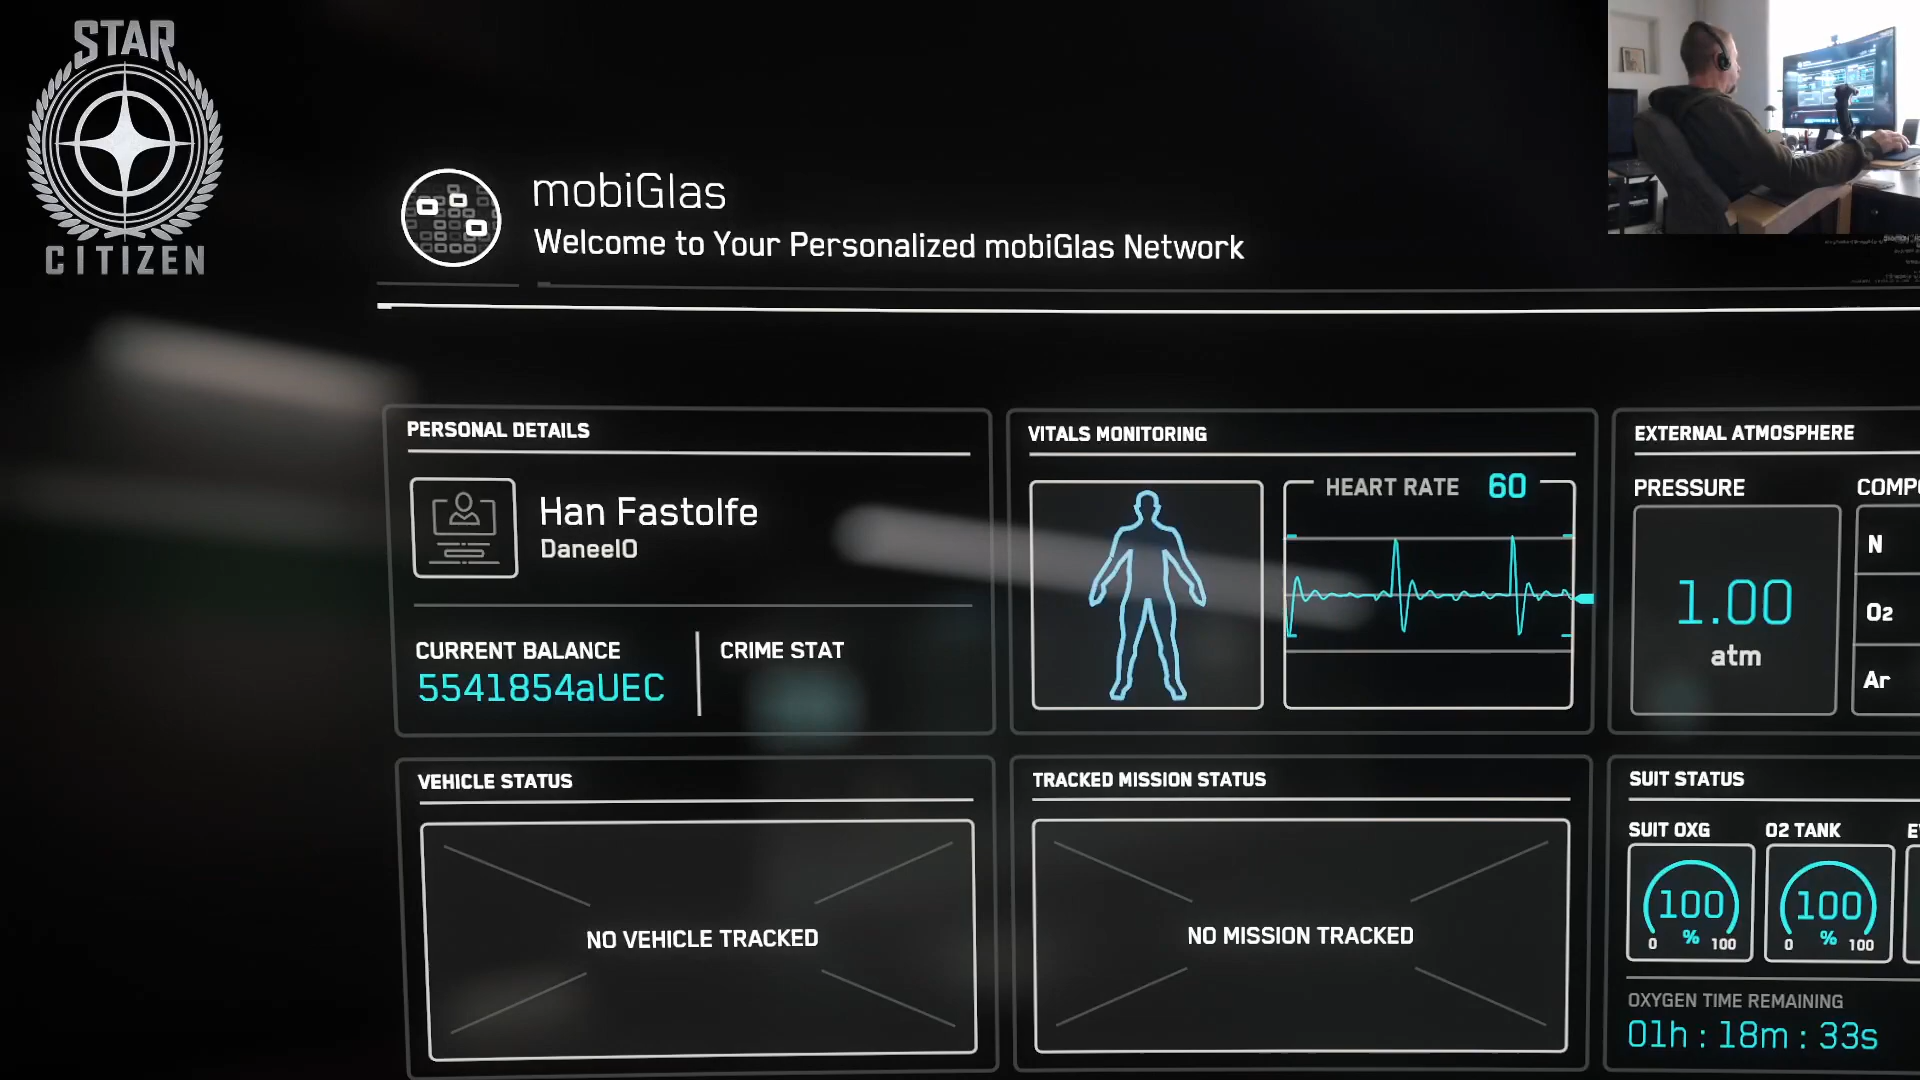 STAR
CITIZEN
mobiGlas
Welcome to Your Personalized mobiGlas Network
PERSONAL DETAILS
Han Fastolfe
DaneelO
CURRENT BALANCE
5541854aUEC
CRIME STAT
VITALS MONITORING
HEART RATE 60
EXTERNAL ATMOSPHERE
PRESSURE
1.00
atm
COMPO
N
O2
Ar
VEHICLE STATUS
NO VEHICLE TRACKED
TRACKED MISSION STATUS
NO MISSION TRACKED
SUIT STATUS
SUIT OXG
100
0 % 100
O2 TANK
100
0 % 100
OXYGEN TIME REMAINING
01h : 18m : 33s